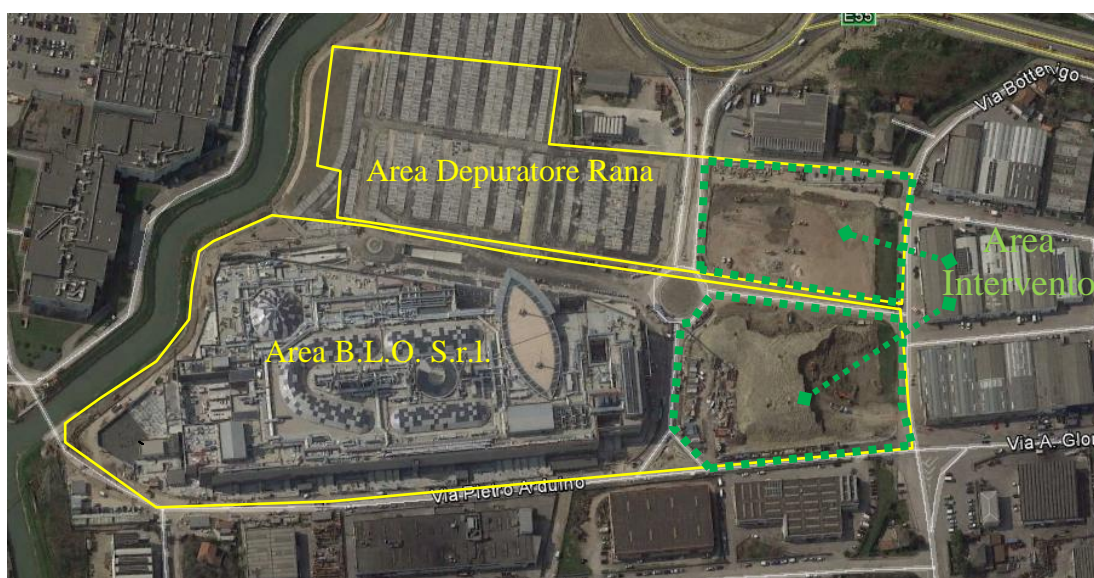 E55
Via Bottenigo
Area Depuratore Rana
Area
Intervento
Area B.L.O. S.r.l.
Via A. Glor
Via Pietro Arduino